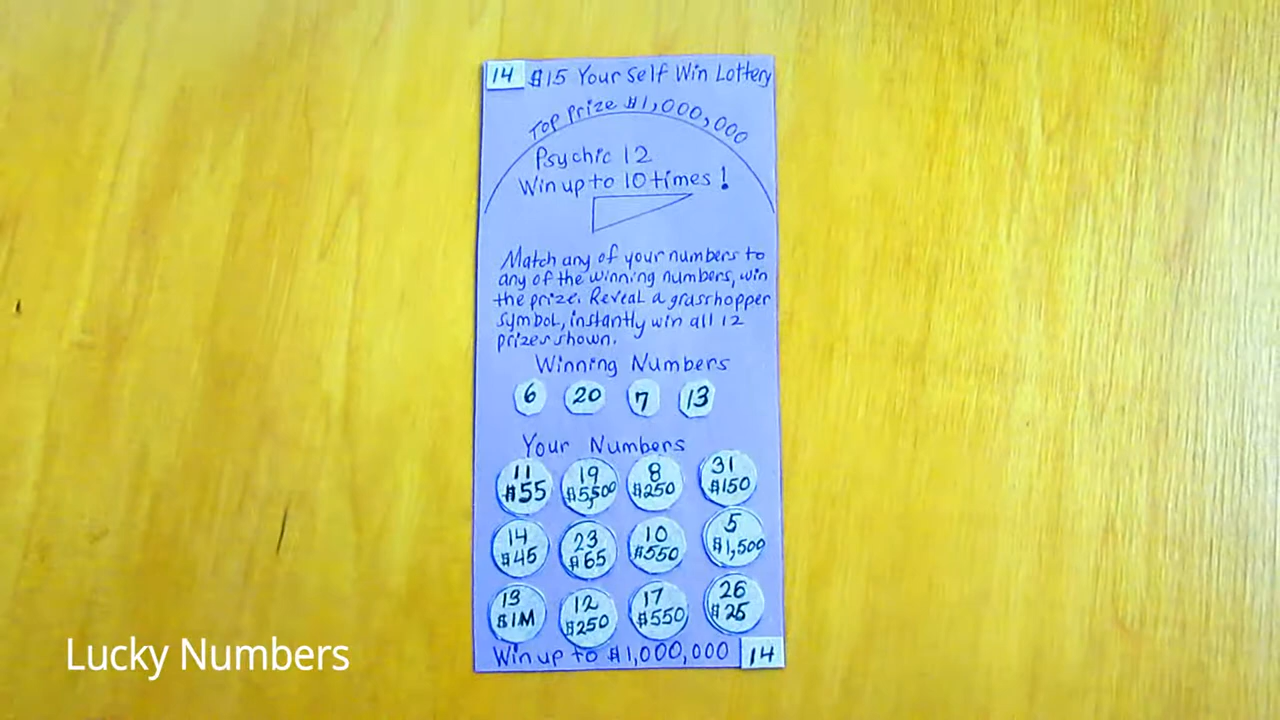 14 $15 Your Self Win Lottery
Top Prize $1,000,000
Psychic 12
Win up to 10 times!
Match any of your numbers to
any of the winning numbers, win
the prize. Reveal a grasshopper
symbol, instantly win all 12
prizes shown.
Winning Numbers
6 20 7 13
Your Numbers
11 19 8 31
$55 $5,500 $250 $150
14 23 10 5
$45 $65 $550 $1,500
13 12 17 26
$1M $250 $550 $25
Win up to $1,000,000 14
Lucky Numbers